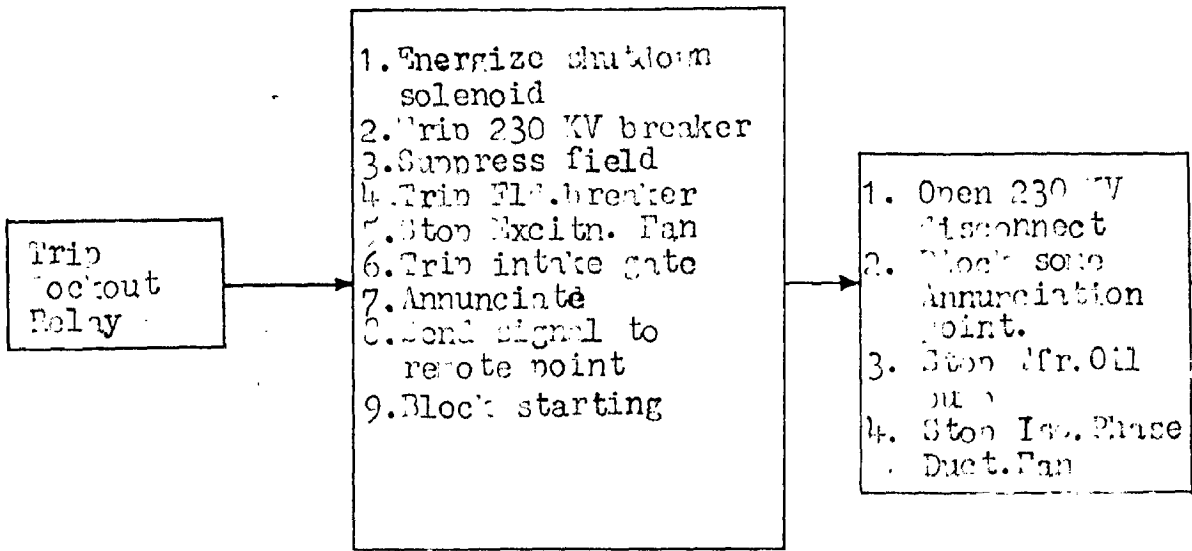 Trip
Lockout
Relay
1. Energize shutdown
solenoid
2. Trip 230 KV breaker
3. Suppress field
4. Trip Fld. breaker
5. Stop Excitn. Fan
6. Trip intake gate
7. Annunciate
8. Send signal to
remote point
9. Block starting
1. Open 230 KV
disconnect
2. Block some
Annunciation
point.
3. Stop Tfr. Oil
pump
4. Stop Iso. Phase
Duct. Fan